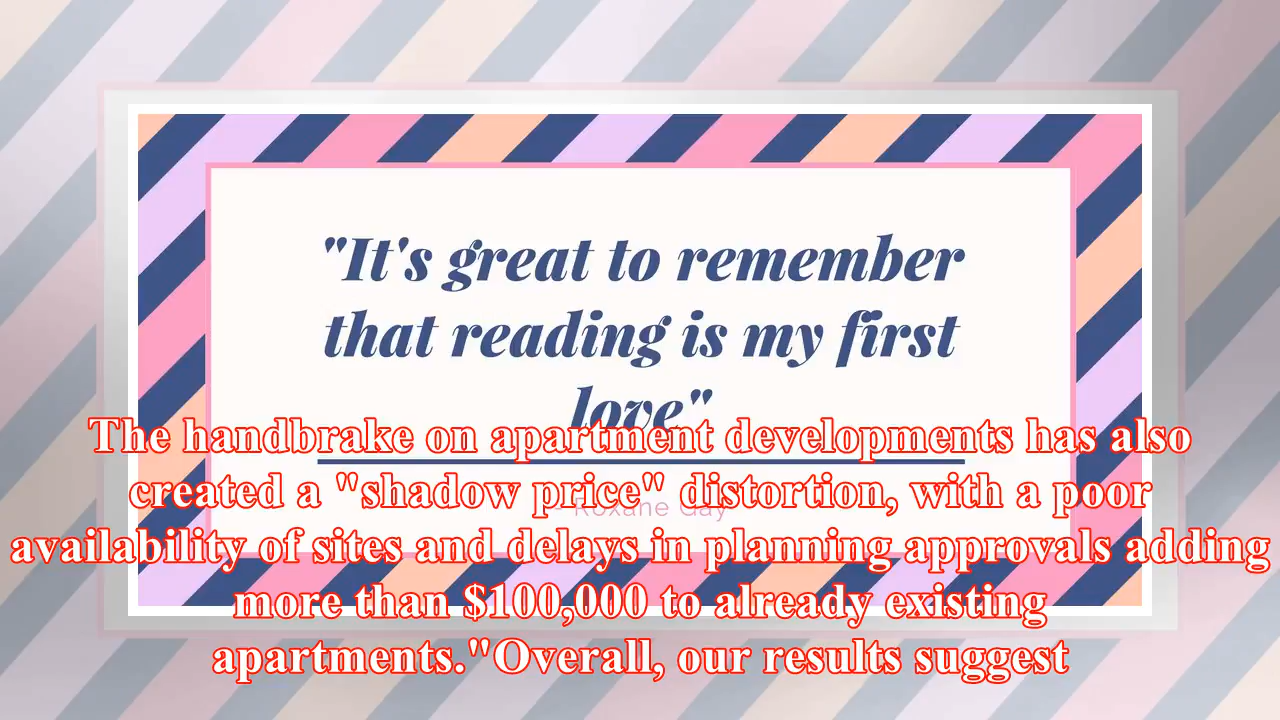 "It's great to remember
that reading is my first
love"
The handbrake on apartment developments has also
created a "shadow price" distortion, with a poor
- Roxane Gay
availability of sites and delays in planning approvals adding
more than $100,000 to already existing
apartments."Overall, our results suggest